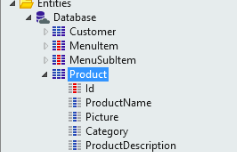 Entities
Database
Customer
MenuItem
MenuSubItem
Product
Id
ProductName
Picture
Category
ProductDescription